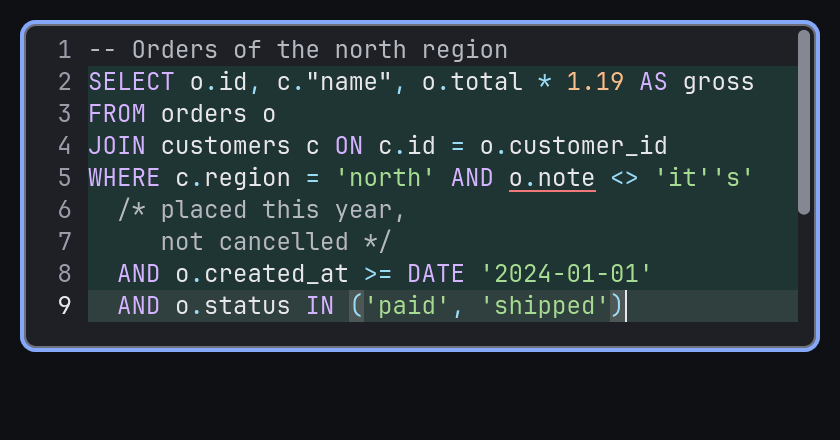 1 -- Orders of the north region
2 SELECT o.id, c."name", o.total * 1.19 AS gross
3 FROM orders o
4 JOIN customers c ON c.id = o.customer_id
5 WHERE c.region = 'north' AND o.note <> 'it''s'
6   /* placed this year,
7      not cancelled */
8   AND o.created_at >= DATE '2024-01-01'
9   AND o.status IN ('paid', 'shipped')